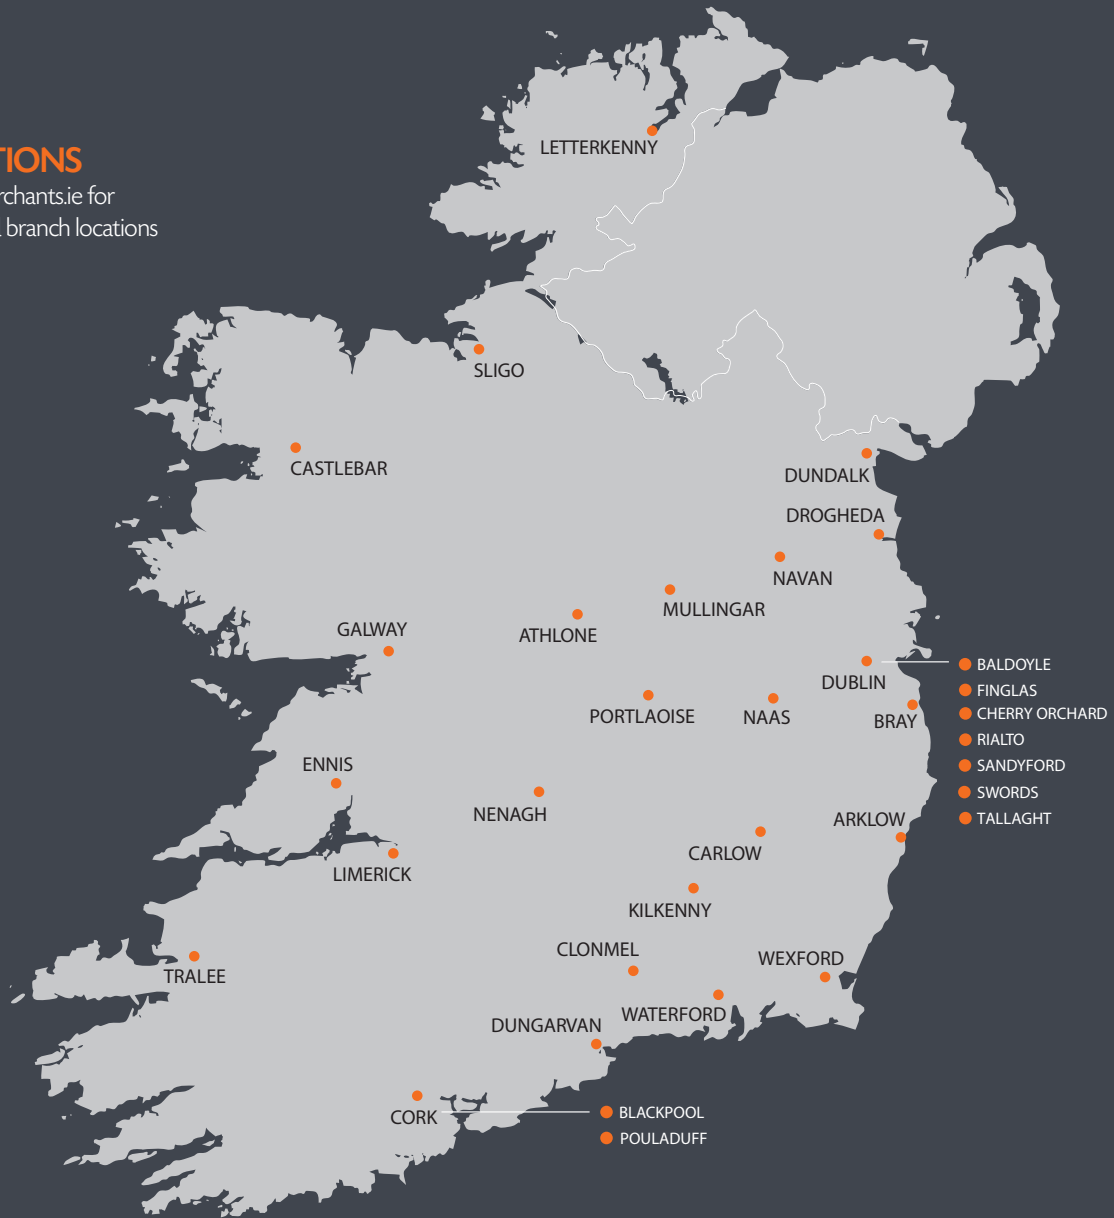 TIONS
rchants.ie for
branch locations
LETTERKENNY
SLIGO
CASTLEBAR
DUNDALK
DROGHEDA
NAVAN
MULLINGAR
ATHLONE
GALWAY
DUBLIN
BALDOYLE
FINGLAS
CHERRY ORCHARD
RIALTO
SANDYFORD
SWORDS
TALLAGHT
PORTLAOISE
NAAS
BRAY
ENNIS
NENAGH
ARKLOW
CARLOW
LIMERICK
KILKENNY
CLONMEL
WEXFORD
TRALEE
WATERFORD
DUNGARVAN
CORK
BLACKPOOL
POULADUFF